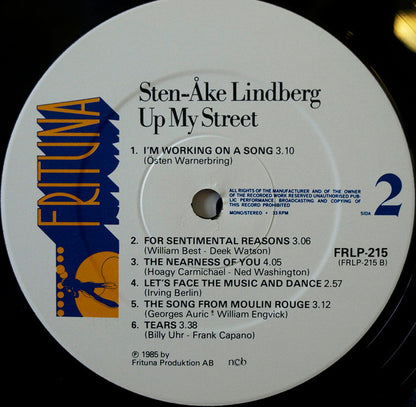 FRITUNA
Sten-Åke Lindberg
Up My Street
1. I'M WORKING ON A SONG 3.10
(Östen Warnerbring)
ALL RIGHTS OF THE MANUFACTURER AND OF THE OWNER
OF THE RECORDED WORK RESERVED UNAUTHORISED PUB-
LIC PERFORMANCE, BROADCASTING AND COPYING OF
THIS RECORD PROHIBITED
MONO/STEREO • 33 RPM
SIDA 2
2. FOR SENTIMENTAL REASONS 3.06
(William Best - Deek Watson)
3. THE NEARNESS OF YOU 4.05
(Hoagy Carmichael - Ned Washington)
4. LET'S FACE THE MUSIC AND DANCE 2.57
(Irving Berlin)
5. THE SONG FROM MOULIN ROUGE 3.12
(Georges Auric † William Engvick)
6. TEARS 3.38
(Billy Uhr - Frank Capano)
FRLP-215
(FRLP-215 B)
℗ 1985 by
Frituna Produktion AB
ncb